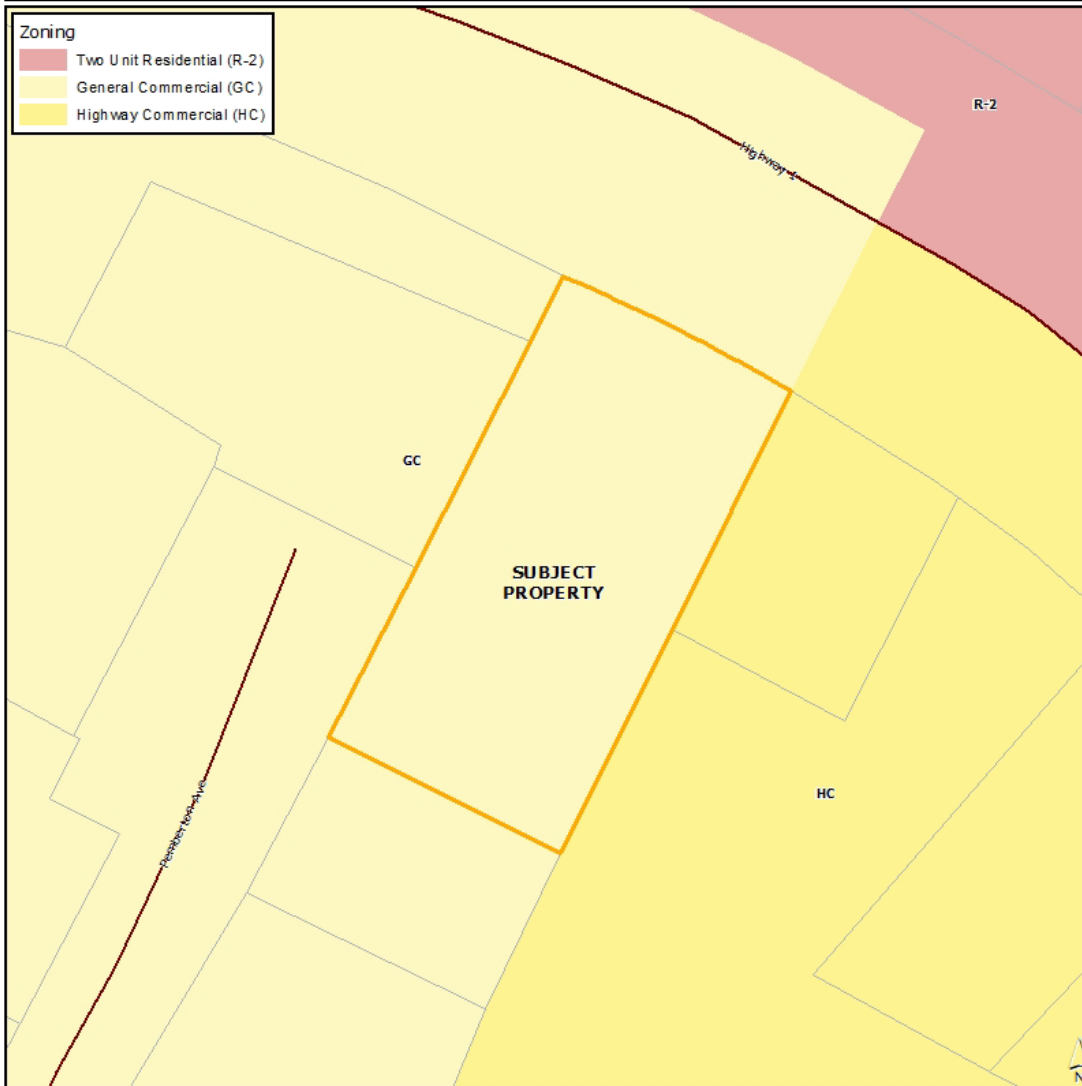 Zoning
Two Unit Residential (R-2)
General Commercial (GC)
Highway Commercial (HC)
R-2
Highway 1
GC
SUBJECT
PROPERTY
HC
Pemberton Ave